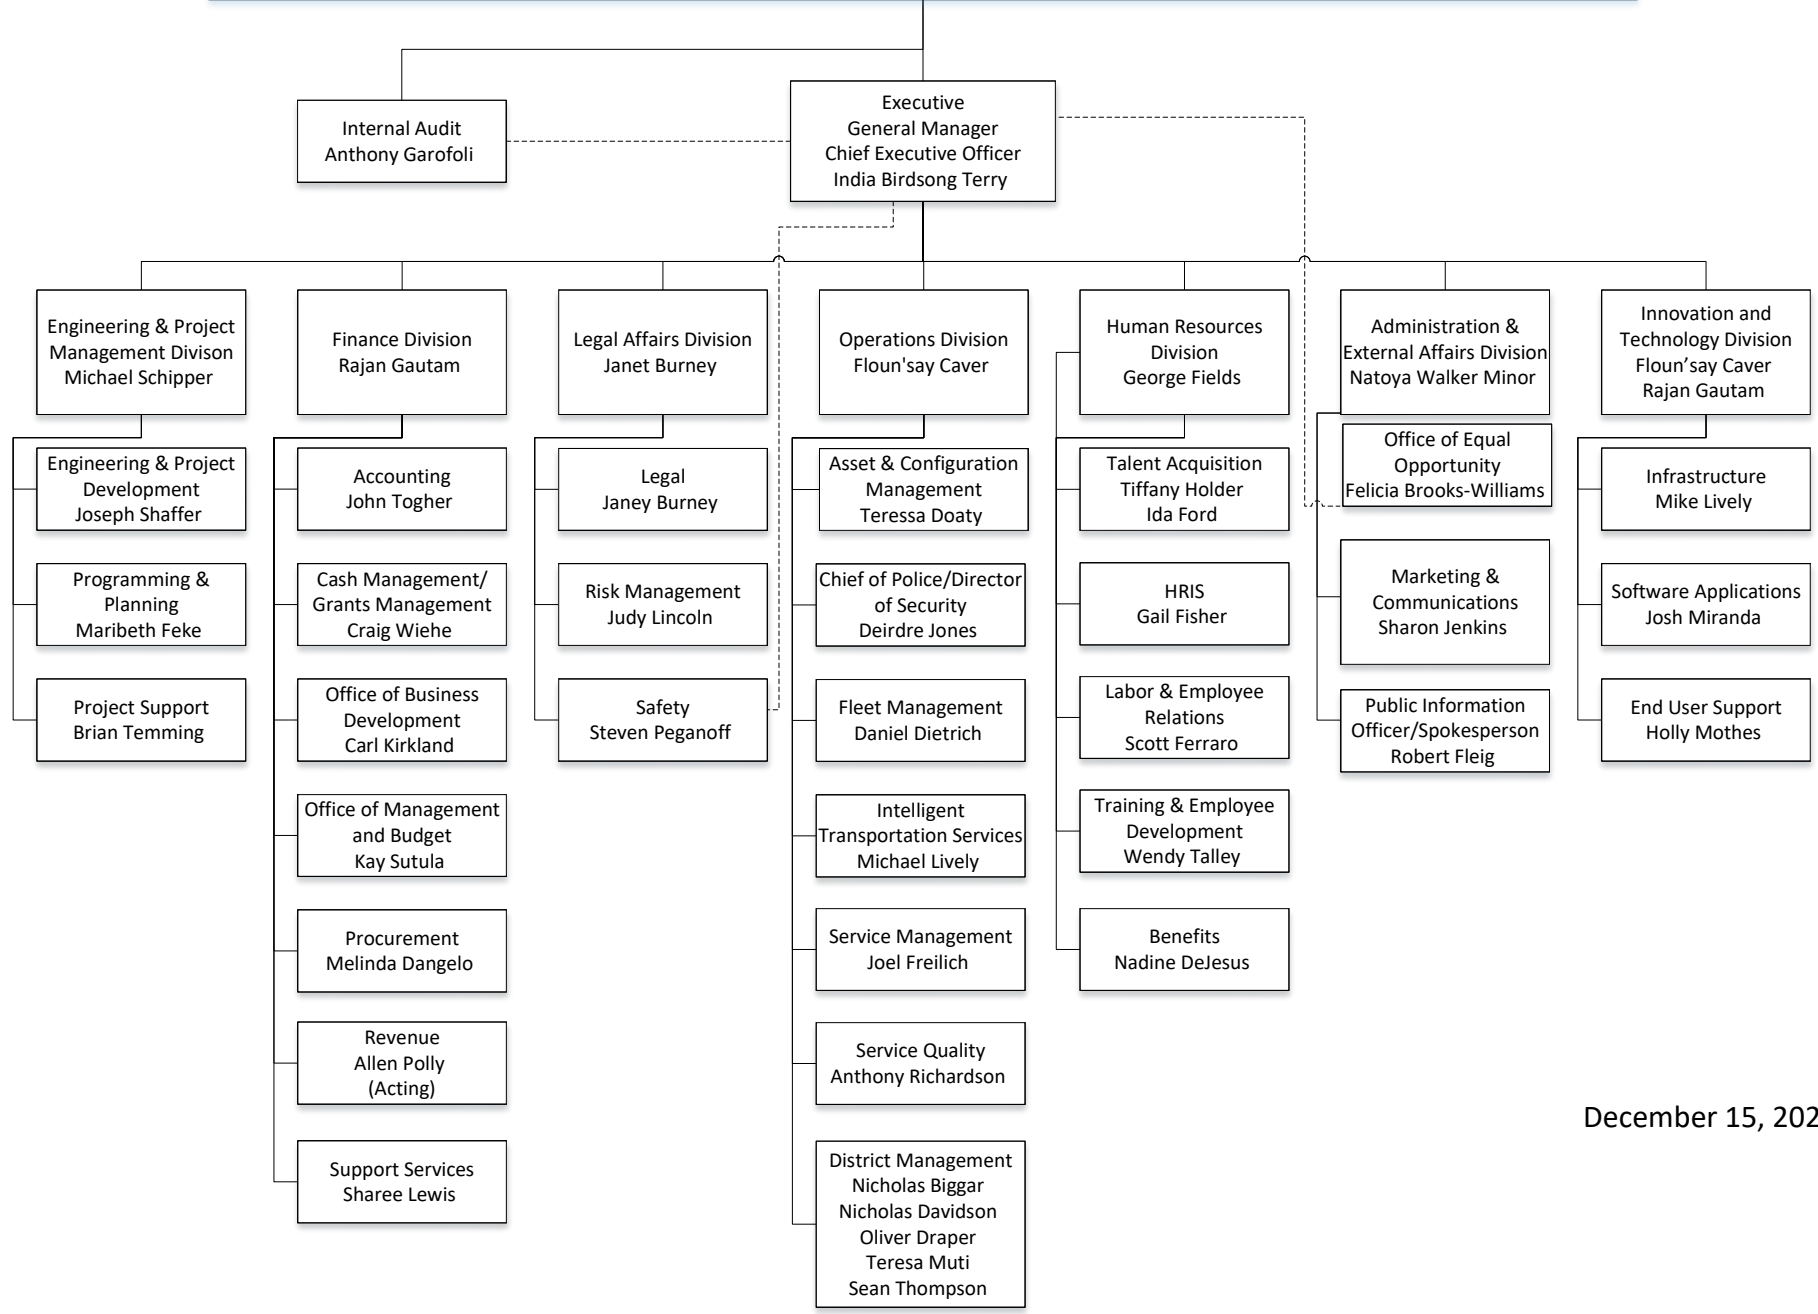 Internal Audit
Anthony Garofoli
Executive
General Manager
Chief Executive Officer
India Birdsong Terry
Engineering & Project
Management Divison
Michael Schipper
Finance Division
Rajan Gautam
Legal Affairs Division
Janet Burney
Operations Division
Floun'say Caver
Human Resources
Division
George Fields
Administration &
External Affairs Division
Natoya Walker Minor
Innovation and
Technology Division
Floun’say Caver
Rajan Gautam
Engineering & Project
Development
Joseph Shaffer
Programming &
Planning
Maribeth Feke
Project Support
Brian Temming
Accounting
John Togher
Cash Management/
Grants Management
Craig Wiehe
Office of Business
Development
Carl Kirkland
Office of Management
and Budget
Kay Sutula
Procurement
Melinda Dangelo
Revenue
Allen Polly
(Acting)
Support Services
Sharee Lewis
Legal
Janey Burney
Risk Management
Judy Lincoln
Safety
Steven Peganoff
Asset & Configuration
Management
Teressa Doaty
Chief of Police/Director
of Security
Deirdre Jones
Fleet Management
Daniel Dietrich
Intelligent
Transportation Services
Michael Lively
Service Management
Joel Freilich
Service Quality
Anthony Richardson
District Management
Nicholas Biggar
Nicholas Davidson
Oliver Draper
Teresa Muti
Sean Thompson
Talent Acquisition
Tiffany Holder
Ida Ford
HRIS
Gail Fisher
Labor & Employee
Relations
Scott Ferraro
Training & Employee
Development
Wendy Talley
Benefits
Nadine DeJesus
Office of Equal
Opportunity
Felicia Brooks-Williams
Marketing &
Communications
Sharon Jenkins
Public Information
Officer/Spokesperson
Robert Fleig
Infrastructure
Mike Lively
Software Applications
Josh Miranda
End User Support
Holly Mothes
December 15, 202